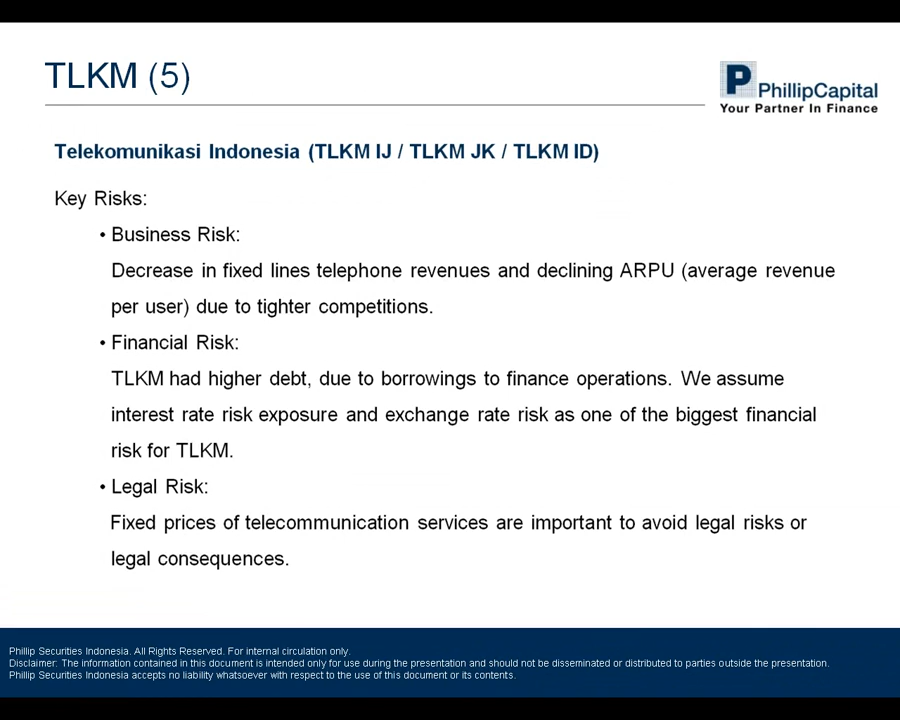 TLKM (5)
P PhillipCapital
Your Partner In Finance
Telekomunikasi Indonesia (TLKM IJ / TLKM JK / TLKM ID)
Key Risks:
• Business Risk:
Decrease in fixed lines telephone revenues and declining ARPU (average revenue
per user) due to tighter competitions.
• Financial Risk:
TLKM had higher debt, due to borrowings to finance operations. We assume
interest rate risk exposure and exchange rate risk as one of the biggest financial
risk for TLKM.
• Legal Risk:
Fixed prices of telecommunication services are important to avoid legal risks or
legal consequences.
Phillip Securities Indonesia. All Rights Reserved. For internal circulation only.
Disclaimer: The information contained in this document is intended only for use during the presentation and should not be disseminated or distributed to parties outside the presentation.
Phillip Securities Indonesia accepts no liability whatsoever with respect to the use of this document or its contents.